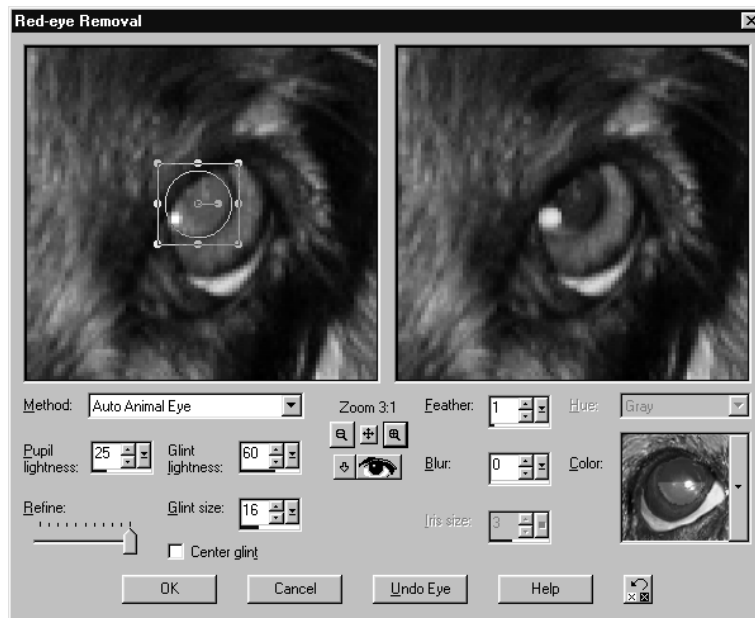 Red-eye Removal
Method: Auto Animal Eye
Zoom 3:1
Feather: 1
Hue: Gray
Pupil lightness: 25
Glint lightness: 60
Blur: 0
Color:
Refine:
Glint size: 16
Iris size: 3
Center glint
OK
Cancel
Undo Eye
Help